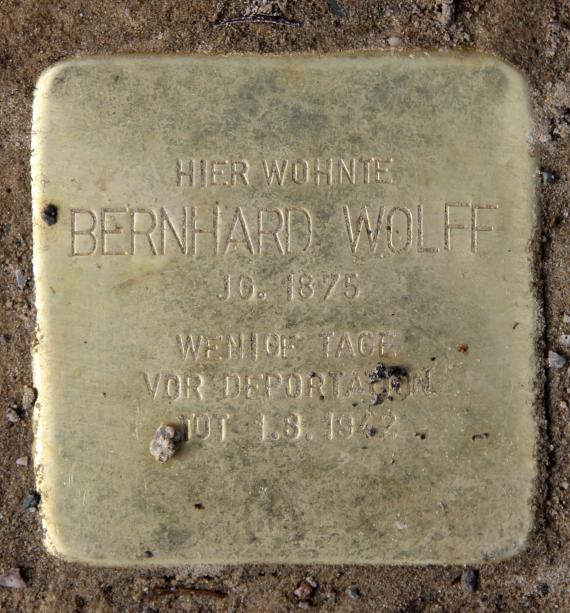 HIER WOHNTE
BERNHARD WOLFF
JG. 1875
WENIGE TAGE
VOR DEPORTATION
TOT 1.8.1942